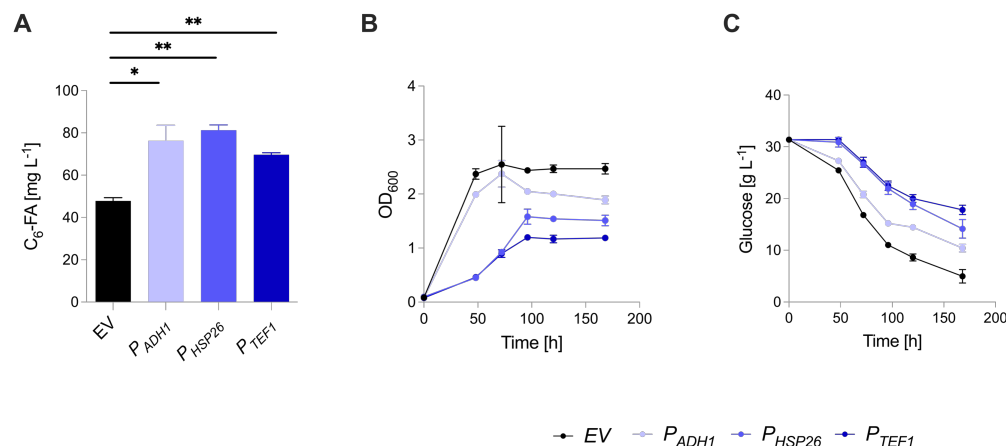 A
B
C
**
**
*
C6-FA [mg L-1]
100
80
60
40
20
0
EV
PADH1
PHSP26
PTEF1
OD600
4
3
2
1
0
0 50 100 150 200
Time [h]
Glucose [g L-1]
40
30
20
10
0
0 50 100 150 200
Time [h]
EV PADH1 PHSP26 PTEF1